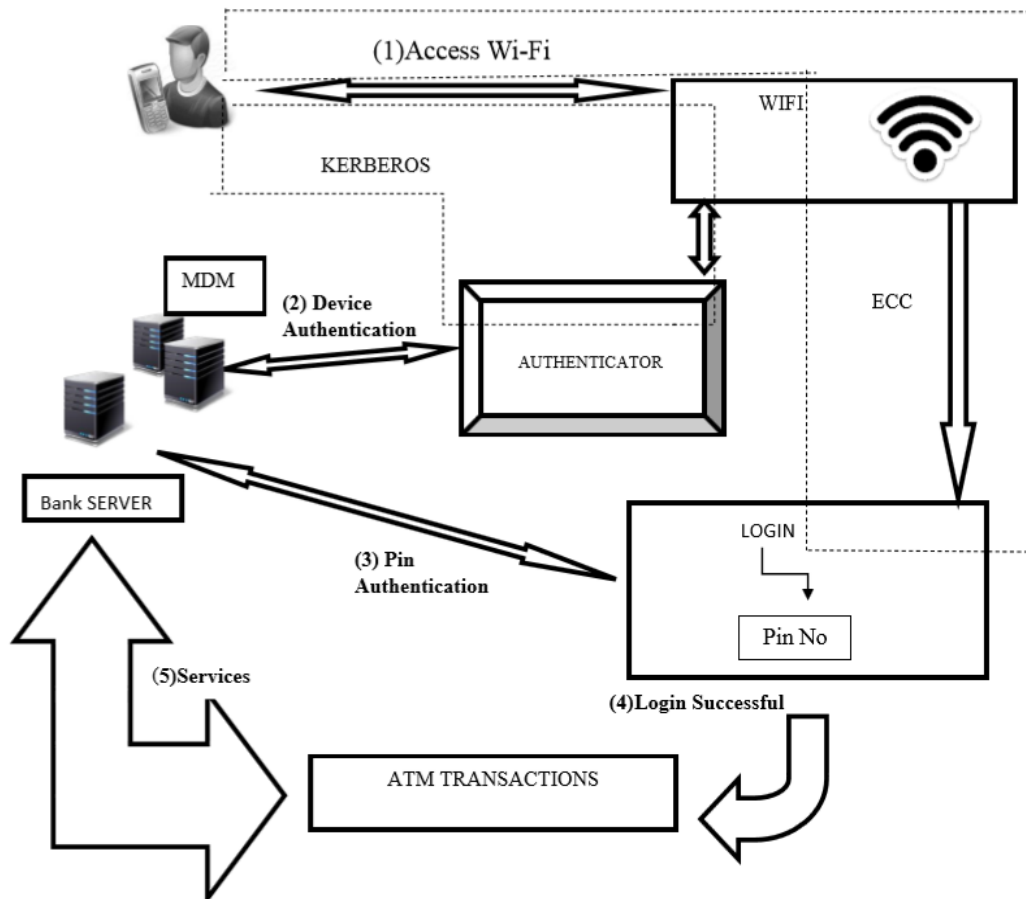 (1)Access Wi-Fi
WIFI
KERBEROS
MDM
(2) Device
Authentication
ECC
AUTHENTICATOR
Bank SERVER
LOGIN
(3) Pin
Authentication
Pin No
(5)Services
(4)Login Successful
ATM TRANSACTIONS